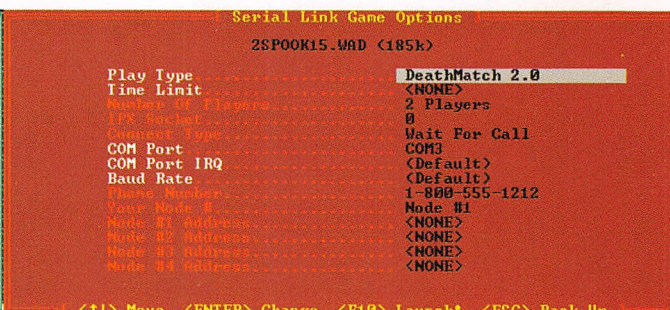 Serial Link Game Options
2SPOOK15.WAD (185k)
Play Type.................... DeathMatch 2.0
Time Limit.................... <NONE>
Number Of Players.................... 2 Players
IPX Socket.................... 0
Connect Type.................... Wait For Call
COM Port.................... COM3
COM Port IRQ.................... <Default>
Baud Rate.................... <Default>
Phone Number.................... 1-800-555-1212
Your Node #.................... Node #1
Node #1 Address.................... <NONE>
Node #2 Address.................... <NONE>
Node #3 Address.................... <NONE>
Node #4 Address.................... <NONE>
<↑↓> Move <ENTER> Change <F10> Launch! <ESC> Back Up